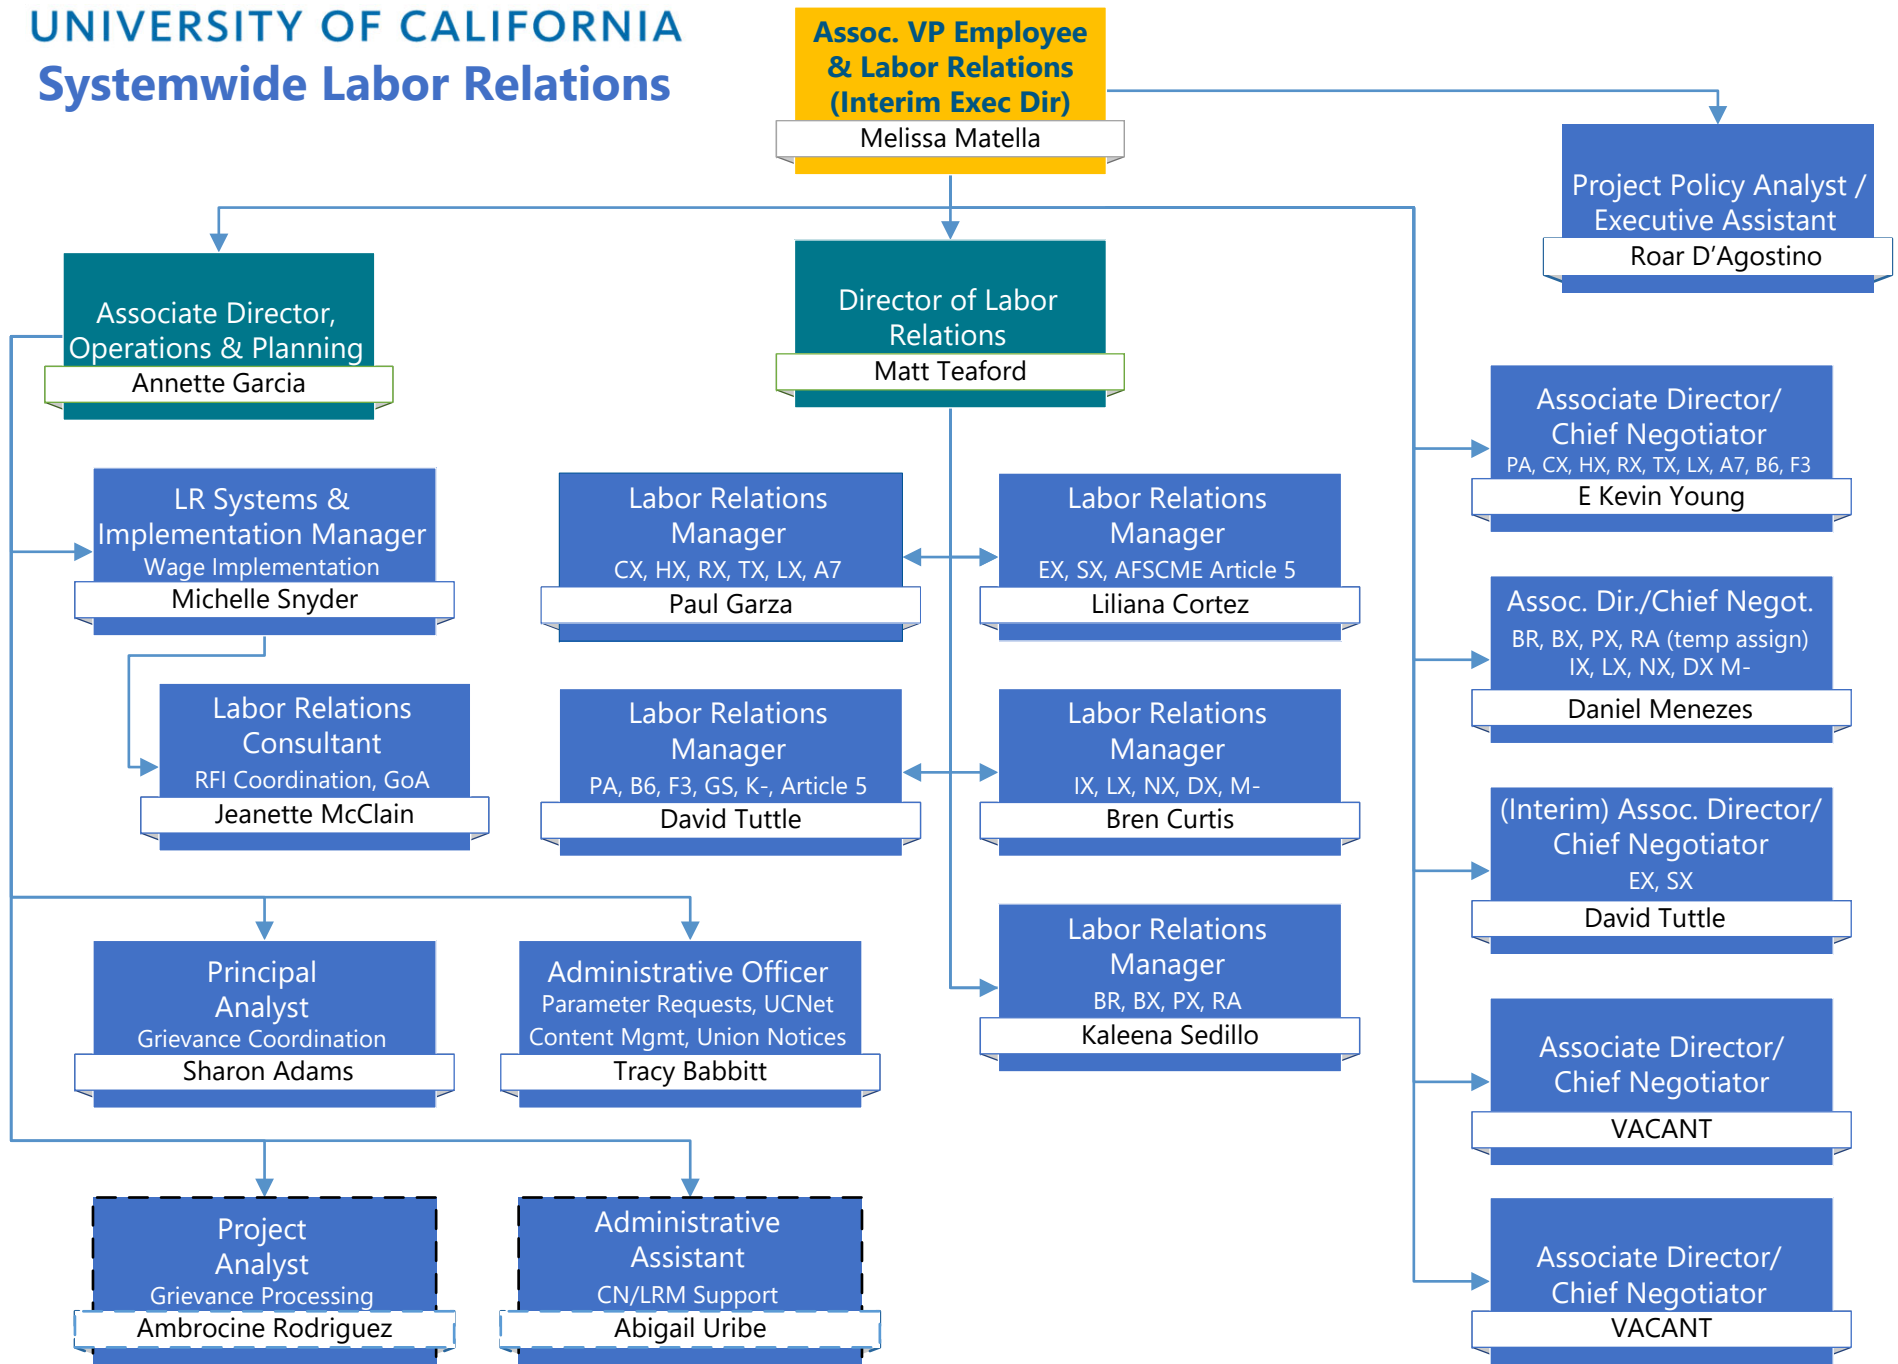 UNIVERSITY OF CALIFORNIA
Systemwide Labor Relations
Assoc. VP Employee
& Labor Relations
(Interim Exec Dir)
Melissa Matella
Project Policy Analyst /
Executive Assistant
Roar D’Agostino
Associate Director,
Operations & Planning
Annette Garcia
Director of Labor
Relations
Matt Teaford
Associate Director/
Chief Negotiator
PA, CX, HX, RX, TX, LX, A7, B6, F3
E Kevin Young
LR Systems &
Implementation Manager
Wage Implementation
Michelle Snyder
Labor Relations
Manager
CX, HX, RX, TX, LX, A7
Paul Garza
Labor Relations
Manager
EX, SX, AFSCME Article 5
Liliana Cortez
Assoc. Dir./Chief Negot.
BR, BX, PX, RA (temp assign)
IX, LX, NX, DX M-
Daniel Menezes
Labor Relations
Consultant
RFI Coordination, GoA
Jeanette McClain
Labor Relations
Manager
PA, B6, F3, GS, K-, Article 5
David Tuttle
Labor Relations
Manager
IX, LX, NX, DX, M-
Bren Curtis
(Interim) Assoc. Director/
Chief Negotiator
EX, SX
David Tuttle
Principal
Analyst
Grievance Coordination
Sharon Adams
Administrative Officer
Parameter Requests, UCNet
Content Mgmt, Union Notices
Tracy Babbitt
Labor Relations
Manager
BR, BX, PX, RA
Kaleena Sedillo
Associate Director/
Chief Negotiator
VACANT
Project
Analyst
Grievance Processing
Ambrocine Rodriguez
Administrative
Assistant
CN/LRM Support
Abigail Uribe
Associate Director/
Chief Negotiator
VACANT